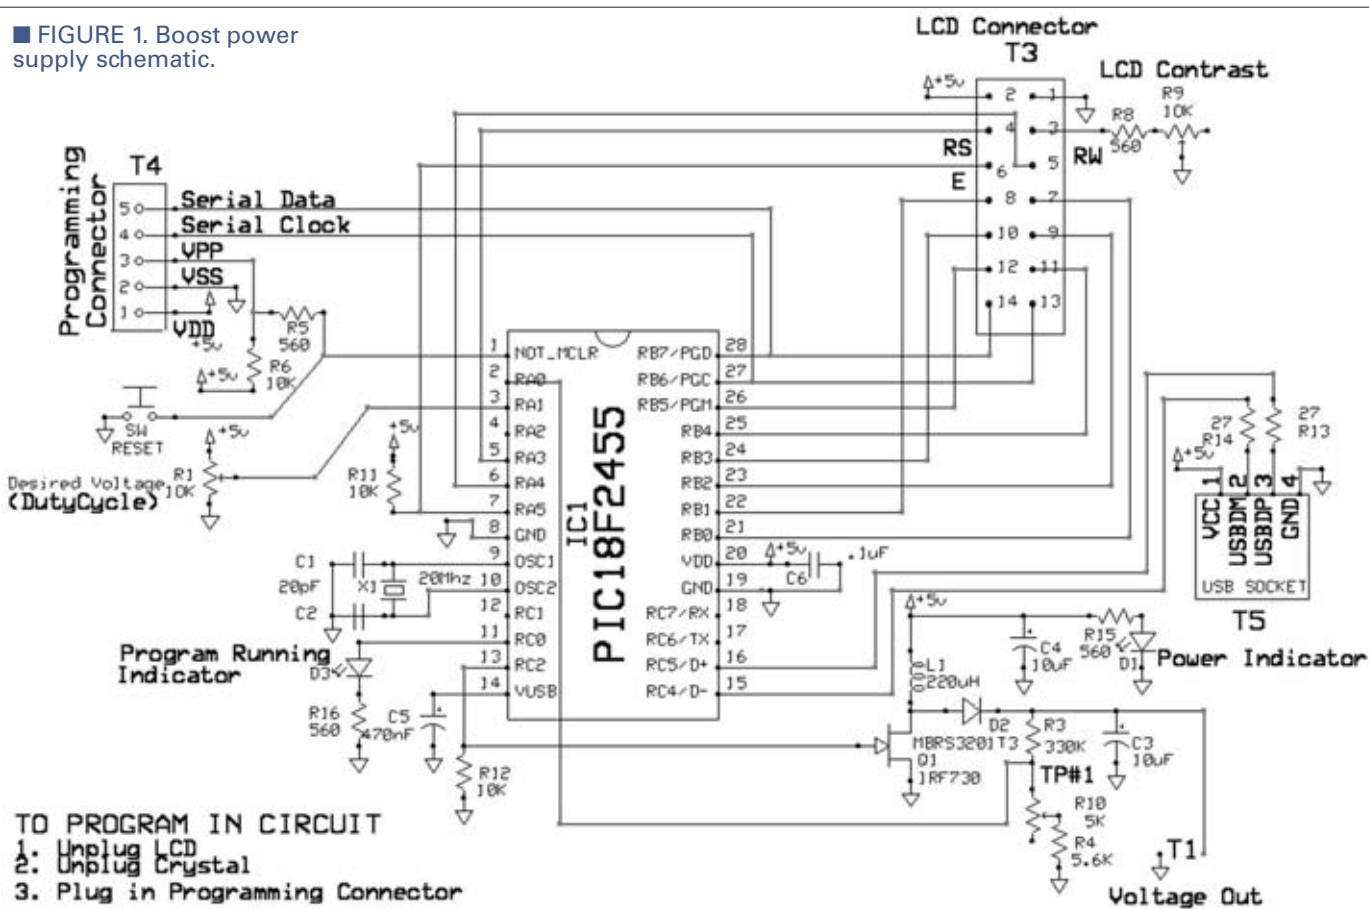 ■ FIGURE 1. Boost power
supply schematic.
LCD Connector
T3
LCD Contrast
+5v
2 1
4 3
6 5
8 7
10 9
12 11
14 13
RS
E
RW
R8
560
R9
10K
Programming
Connector
T4
5 Serial Data
4 Serial Clock
3 VPP
2 VSS
1 VDD
+5v
R5
560
R6
10K
+5v
SW
RESET
+5v
R1
10K
Desired Voltage
(DutyCycle)
+5v
R11
10K
C1
20pF
C2
X1
20Mhz
IC1
PIC18F2455
1 NOT_MCLR
2 RA0
3 RA1
4 RA2
5 RA3
6 RA4
7 RA5
8 GND
9 OSC1
10 OSC2
12 RC1
11 RC0
13 RC2
14 VUSB
RB7/PGD 28
RB6/PGC 27
RB5/PGM 26
RB4 25
RB3 24
RB2 23
RB1 22
RB0 21
VDD 20
GND 19
RC7/RX 18
RC6/TX 17
RC5/D+ 16
RC4/D- 15
+5v
.1uF
C6
Program Running
Indicator
D3
R16
560
C5
470nF
R12
10K
27
R14
27
R13
+5v
VCC 1
USBDM 2
USBDP 3
GND 4
USB SOCKET
T5
+5v
L1
220uH
C4
10uF
R15
560
D1
Power Indicator
D2
MBRS3201T3
Q1
IRF730
R3
330K
C3
10uF
TP#1
R10
5K
R4
5.6K
T1
Voltage Out
TO PROGRAM IN CIRCUIT
1. Unplug LCD
2. Unplug Crystal
3. Plug in Programming Connector